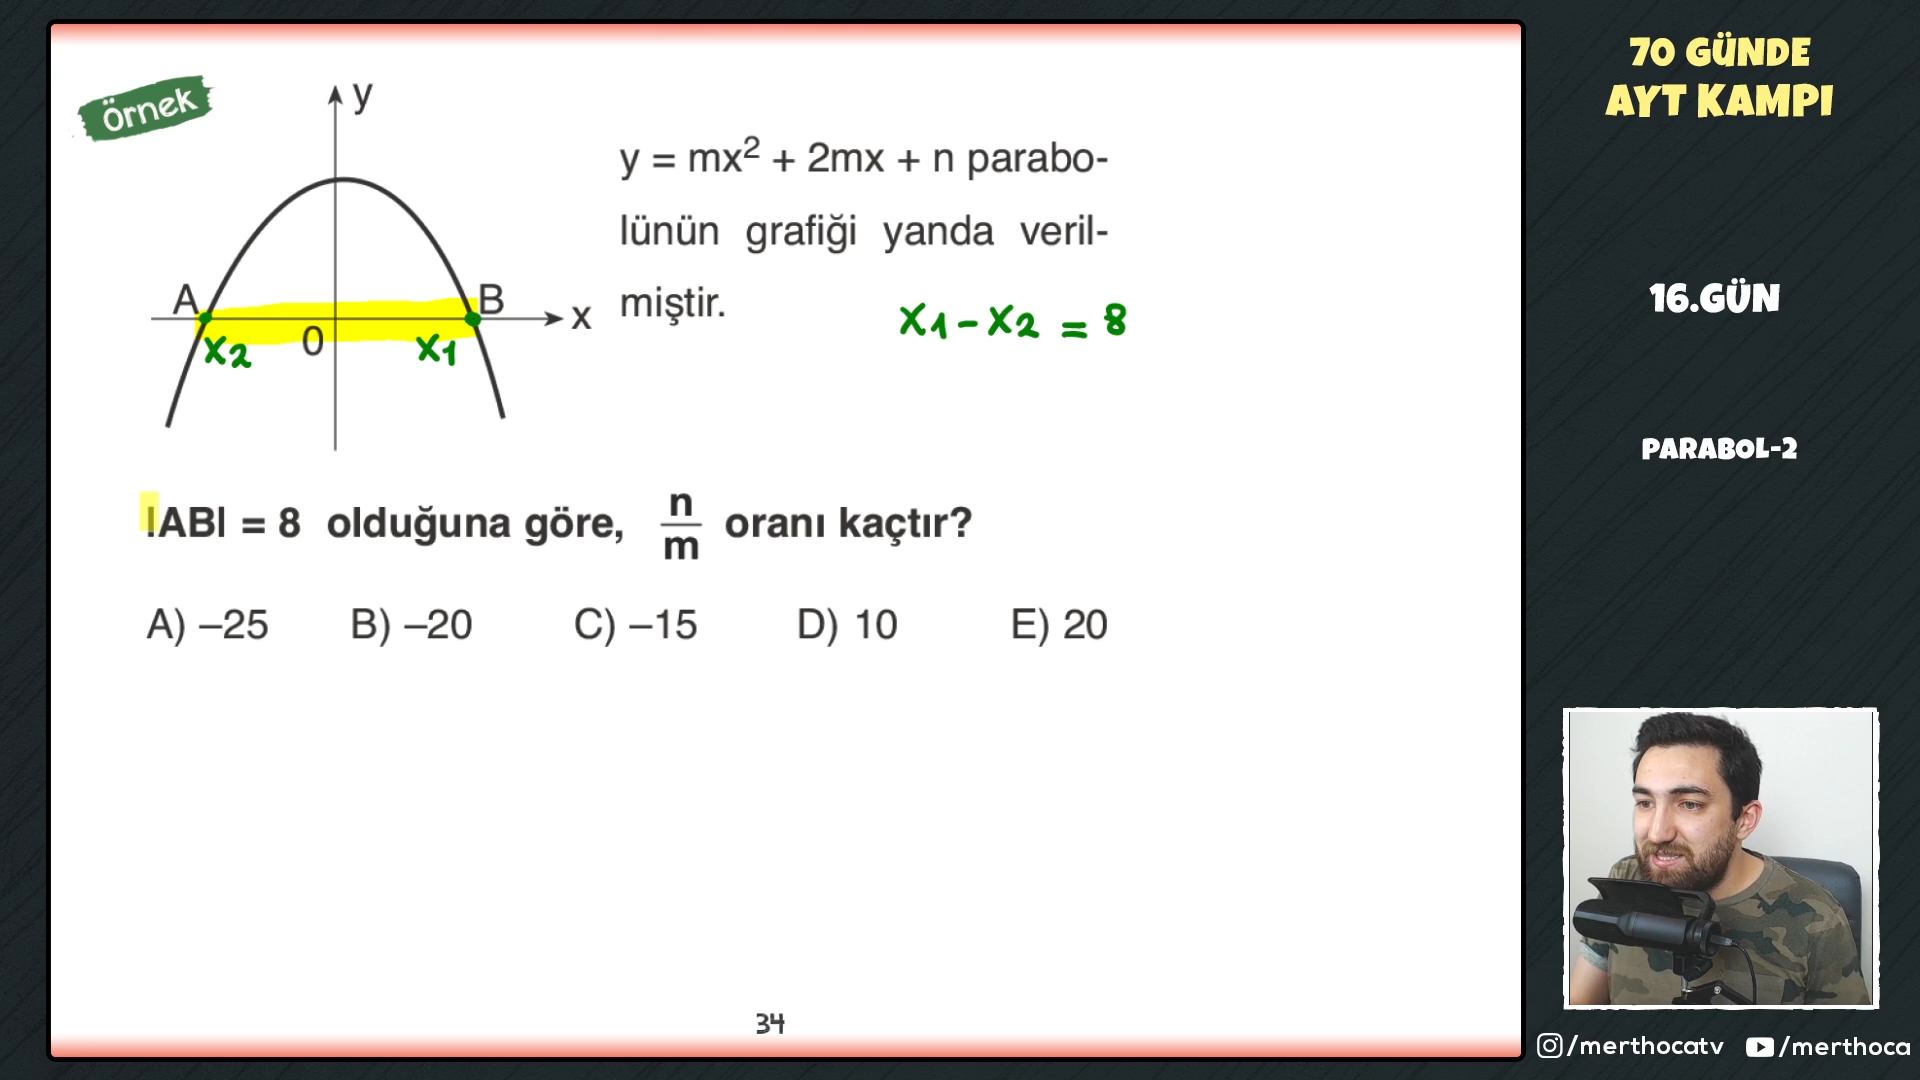 70 GÜNDE
AYT KAMPI
16.GÜN
PARABOL-2
Örnek
y
A
B
x
0
x₂
x₁
y = mx² + 2mx + n parabo-
lünün grafiği yanda veril-
miştir.
x₁ - x₂ = 8
|AB| = 8 olduğuna göre, n/m oranı kaçtır?
A) –25 B) –20 C) –15 D) 10 E) 20
34
/merthocatv /merthoca